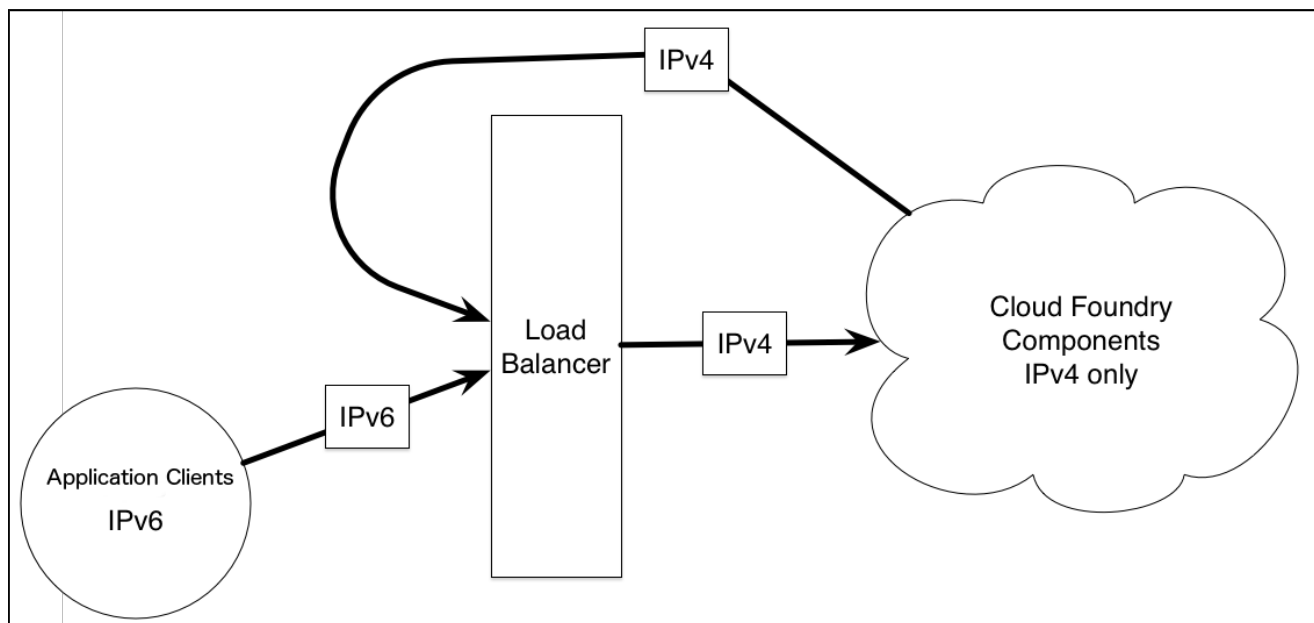 IPv4
Load
Balancer
IPv4
Cloud Foundry
Components
IPv4 only
IPv6
Application Clients
IPv6